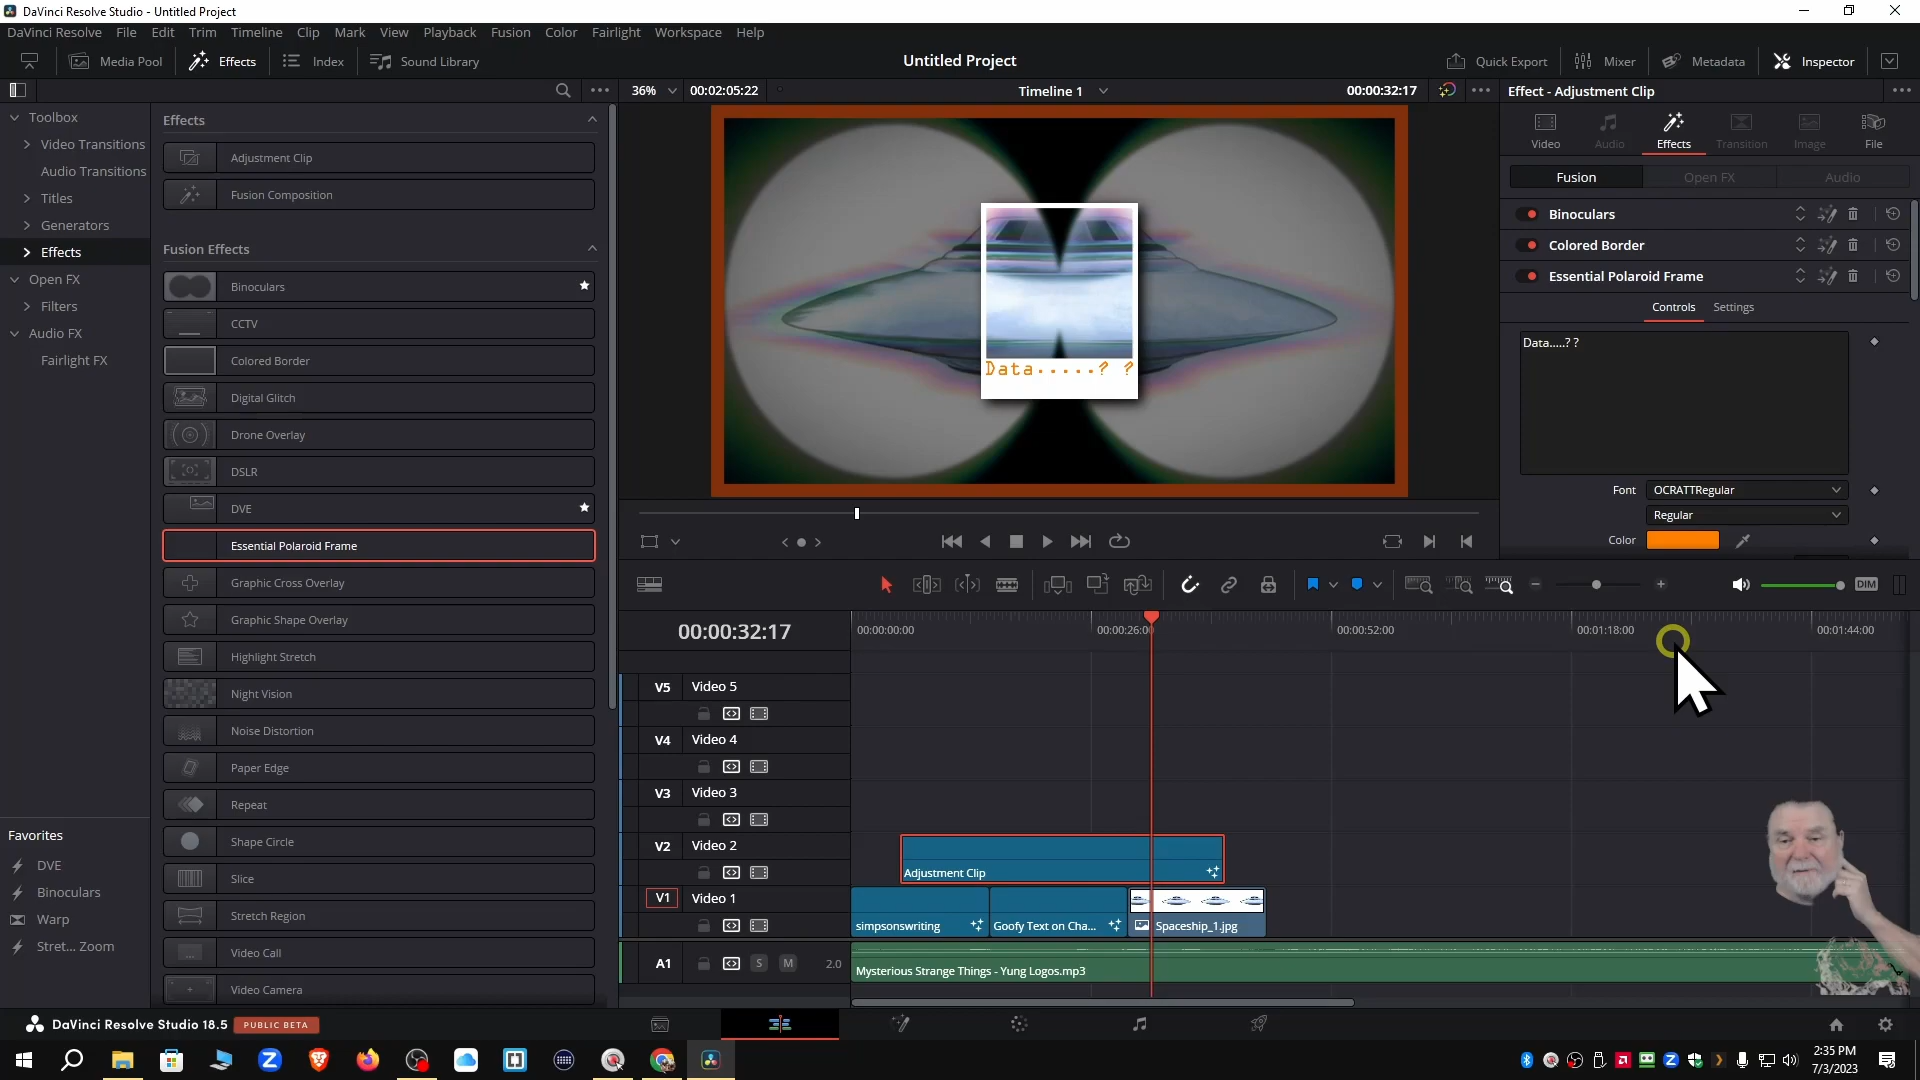 DaVinci Resolve Studio - Untitled Project
DaVinci Resolve File Edit Trim Timeline Clip Mark View Playback Fusion Color Fairlight Workspace Help
Media Pool Effects Index Sound Library Untitled Project Quick Export Mixer Metadata Inspector
36% 00:02:05:22 Timeline 1 00:00:32:17 Effect - Adjustment Clip
Toolbox
Video Transitions
Audio Transitions
Titles
Generators
Effects
Open FX
Filters
Audio FX
Fairlight FX
Favorites
DVE
Binoculars
Warp
Stret... Zoom
Effects
Adjustment Clip
Fusion Composition
Fusion Effects
Binoculars
CCTV
Colored Border
Digital Glitch
Drone Overlay
DSLR
DVE
Essential Polaroid Frame
Graphic Cross Overlay
Graphic Shape Overlay
Highlight Stretch
Night Vision
Noise Distortion
Paper Edge
Repeat
Shape Circle
Slice
Stretch Region
Video Call
Video Camera
Data.....? ?
Video Audio Effects Transition Image File
Fusion Open FX Audio
Binoculars
Colored Border
Essential Polaroid Frame
Controls Settings
Data.....? ?
Font OCRATTRegular
Regular
Color
DIM
00:00:32:17 00:00:00:00 00:00:26:00 00:00:52:00 00:01:18:00 00:01:44:00
V5 Video 5
V4 Video 4
V3 Video 3
V2 Video 2
Adjustment Clip
V1 Video 1
simpsonswriting Goofy Text on Cha... Spaceship_1.jpg
A1 S M 2.0
Mysterious Strange Things - Yung Logos.mp3
DaVinci Resolve Studio 18.5 PUBLIC BETA
2:35 PM
7/3/2023